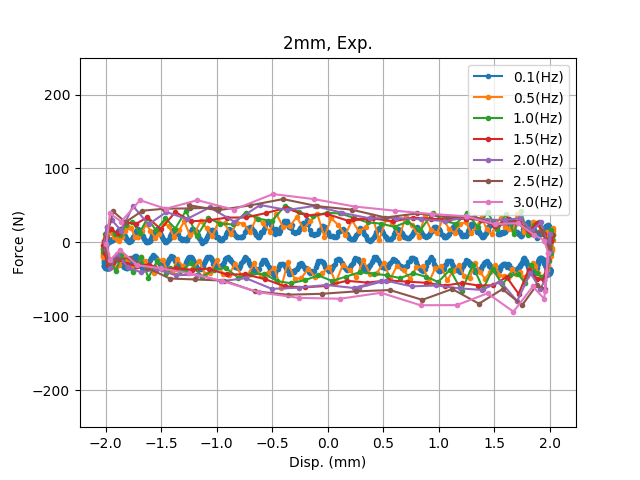 2mm, Exp.
0.1(Hz)
0.5(Hz)
1.0(Hz)
1.5(Hz)
2.0(Hz)
2.5(Hz)
3.0(Hz)
200
100
0
−100
−200
Force (N)
−2.0 −1.5 −1.0 −0.5 0.0 0.5 1.0 1.5 2.0
Disp. (mm)